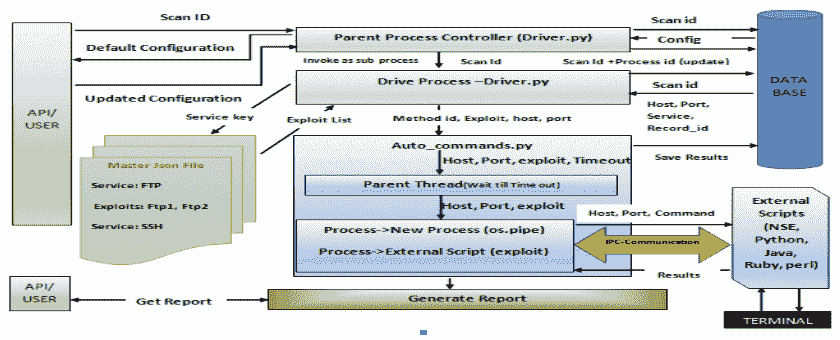 Scan ID
Scan id
Parent Process Controller (Driver.py)
Default Configuration
Config
Invoke as sub process
Scan Id
Scan Id +Process id (update)
DATA
BASE
Drive Process –Driver.py
Scan id
Updated Configuration
API/
USER
Service key
Exploit List
Method id, Exploit, host, port
Host, Port,
Service,
Record_id
Auto_commands.py
Host, Port, exploit, Timeout
Save Results
Master Json File
Service: FTP
Exploits: Ftp1, Ftp2
Service: SSH
Parent Thread(Wait till Time out)
Host, Port, exploit
Host, Port, Command
External
Scripts
(NSE,
Python,
Java,
Ruby, perl)
Process->New Process (os.pipe)
Process->External Script (exploit)
IPC-Communication
Results
API/
USER
Get Report
Generate Report
TERMINAL